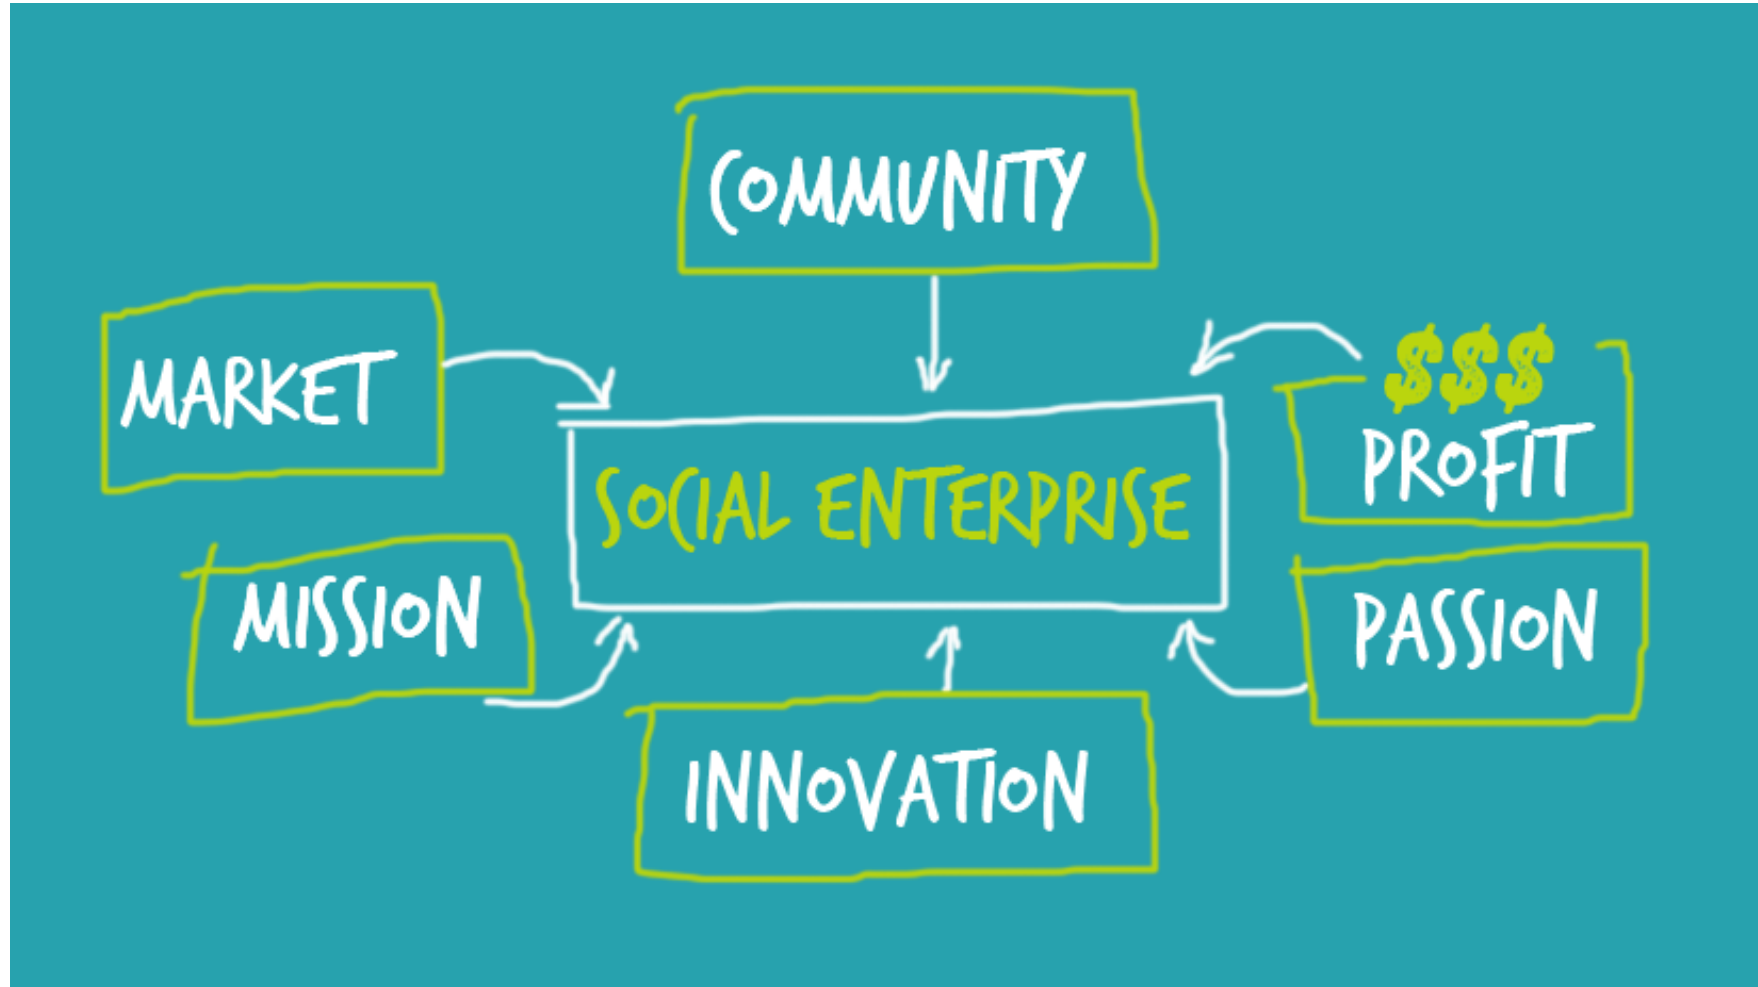 COMMUNITY
MARKET
$$$
PROFIT
SOCIAL ENTERPRISE
MISSION
PASSION
INNOVATION